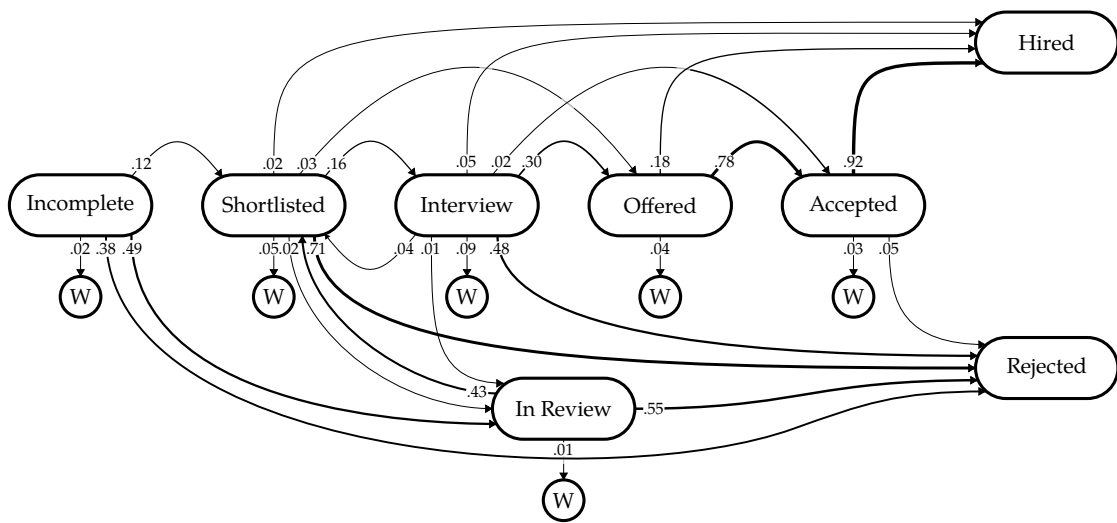 Hired
.12
.02
.03
.16
.05
.02
.30
.18
.78
.92
Incomplete
Shortlisted
Interview
Offered
Accepted
.02
.38
.49
.05
.02
.71
.04
.01
.09
.48
.04
.03
.05
W
W
W
W
W
Rejected
.43
In Review
.55
.01
W